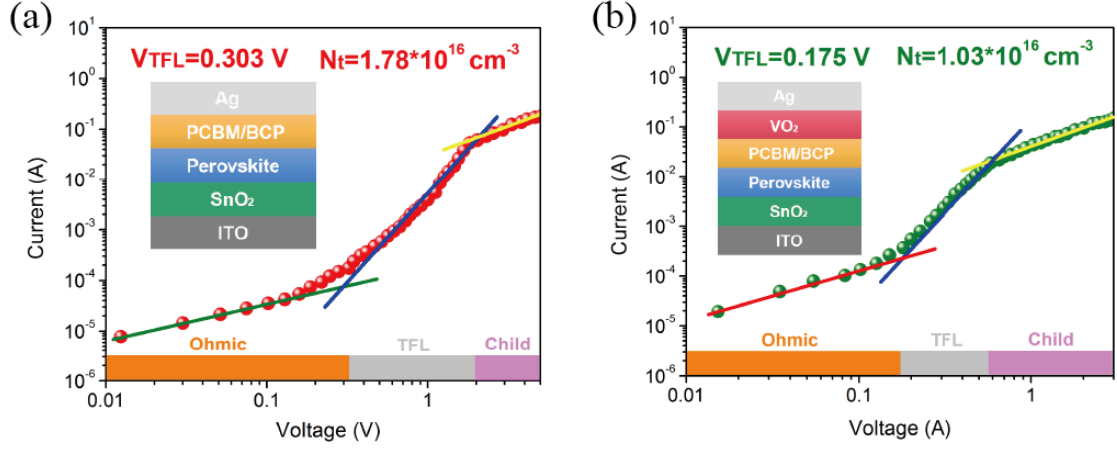 (a)
V_TFL=0.303 V N_t=1.78*10^16 cm^-3
Ag
PCBM/BCP
Perovskite
SnO₂
ITO
Ohmic TFL Child
Current (A)
10^1
10^0
10^-1
10^-2
10^-3
10^-4
10^-5
10^-6
0.01 0.1 1
Voltage (V)
(b)
V_TFL=0.175 V N_t=1.03*10^16 cm^-3
Ag
VO₂
PCBM/BCP
Perovskite
SnO₂
ITO
Ohmic TFL Child
Current (A)
10^1
10^0
10^-1
10^-2
10^-3
10^-4
10^-5
10^-6
0.01 0.1 1
Voltage (A)